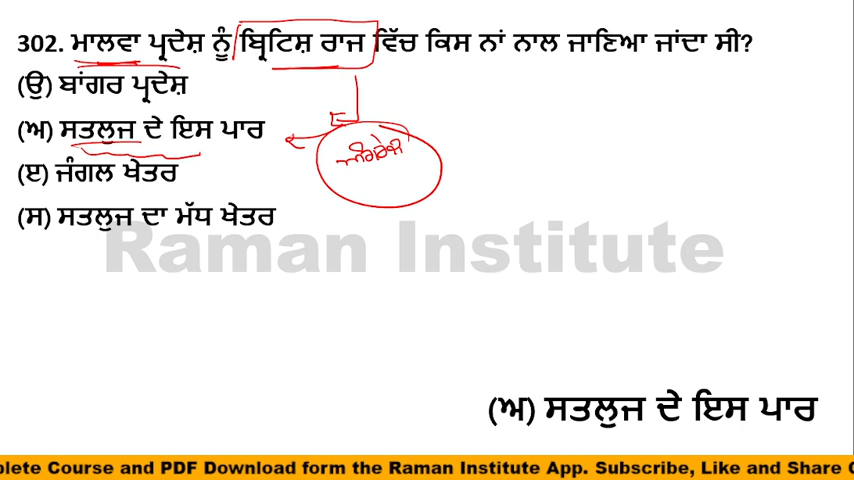 302. ਮਾਲਵਾ ਪ੍ਰਦੇਸ਼ ਨੂੰ ਬ੍ਰਿਟਿਸ਼ ਰਾਜ ਵਿੱਚ ਕਿਸ ਨਾਂ ਨਾਲ ਜਾਣਿਆ ਜਾਂਦਾ ਸੀ?
(ੳ) ਬਾਂਗਰ ਪ੍ਰਦੇਸ਼
(ਅ) ਸਤਲੁਜ ਦੇ ਇਸ ਪਾਰ
(ੲ) ਜੰਗਲ ਖੇਤਰ
(ਸ) ਸਤਲੁਜ ਦਾ ਮੱਧ ਖੇਤਰ
Raman Institute
(ਅ) ਸਤਲੁਜ ਦੇ ਇਸ ਪਾਰ
plete Course and PDF Download form the Raman Institute App. Subscribe, Like and Share